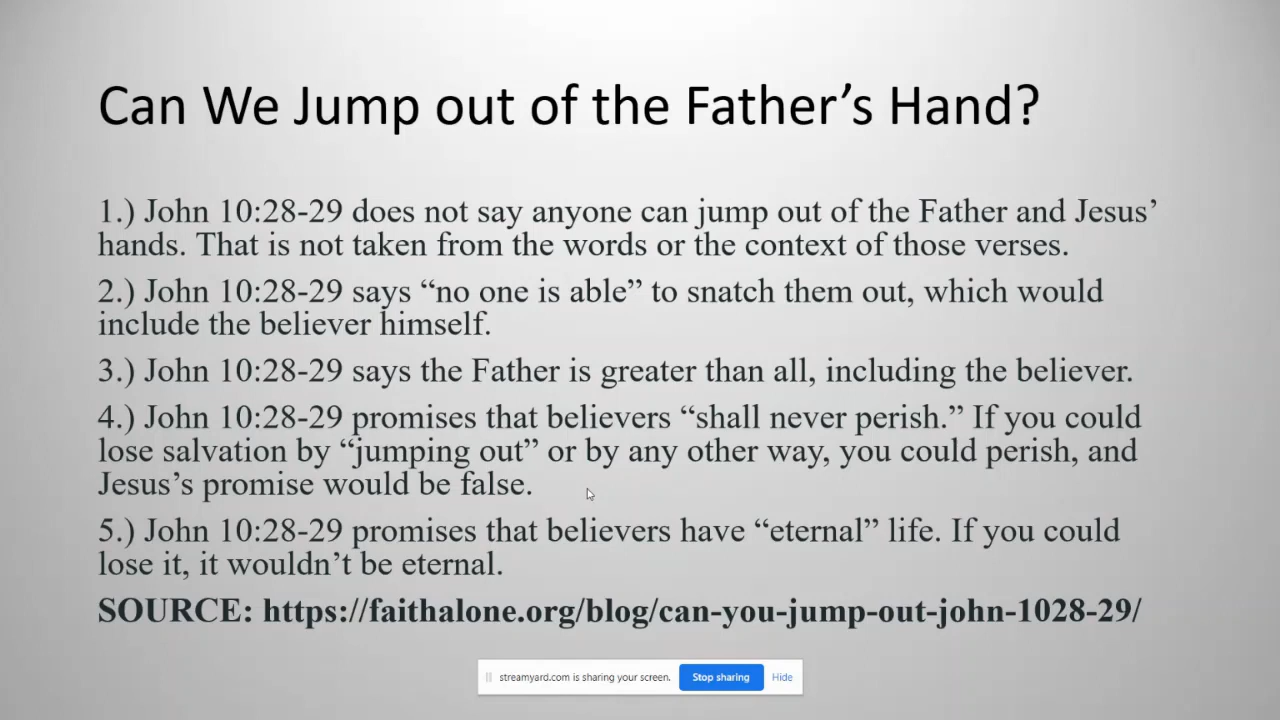 Can We Jump out of the Father’s Hand?
1.) John 10:28-29 does not say anyone can jump out of the Father and Jesus’
hands. That is not taken from the words or the context of those verses.
2.) John 10:28-29 says “no one is able” to snatch them out, which would
include the believer himself.
3.) John 10:28-29 says the Father is greater than all, including the believer.
4.) John 10:28-29 promises that believers “shall never perish.” If you could
lose salvation by “jumping out” or by any other way, you could perish, and
Jesus’s promise would be false.
5.) John 10:28-29 promises that believers have “eternal” life. If you could
lose it, it wouldn’t be eternal.
SOURCE: https://faithalone.org/blog/can-you-jump-out-john-1028-29/
streamyard.com is sharing your screen. Stop sharing Hide